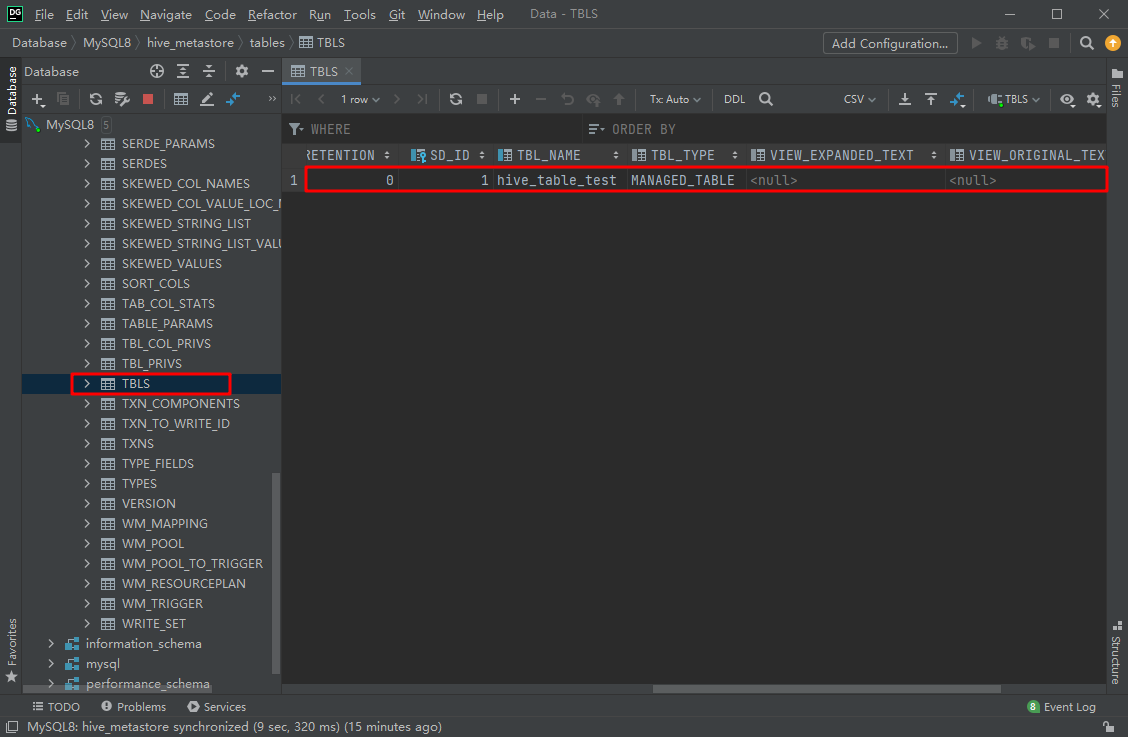 DG File Edit View Navigate Code Refactor Run Tools Git Window Help Data - TBLS
Database MySQL8 hive_metastore tables TBLS Add Configuration...
Database
Database
TBLS
Files
1 row Tx: Auto DDL CSV TBLS
MySQL8 5
WHERE ORDER BY
RETENTION SD_ID TBL_NAME TBL_TYPE VIEW_EXPANDED_TEXT VIEW_ORIGINAL_TEX
1 0 1 hive_table_test MANAGED_TABLE <null> <null>
SERDE_PARAMS
SERDES
SKEWED_COL_NAMES
SKEWED_COL_VALUE_LOC_
SKEWED_STRING_LIST
SKEWED_STRING_LIST_VALU
SKEWED_VALUES
SORT_COLS
TAB_COL_STATS
TABLE_PARAMS
TBL_COL_PRIVS
TBL_PRIVS
TBLS
TXN_COMPONENTS
TXN_TO_WRITE_ID
TXNS
TYPE_FIELDS
TYPES
VERSION
WM_MAPPING
WM_POOL
WM_POOL_TO_TRIGGER
WM_RESOURCEPLAN
WM_TRIGGER
WRITE_SET
information_schema
mysql
performance_schema
Favorites
Structure
TODO Problems Services 8 Event Log
MySQL8: hive_metastore synchronized (9 sec, 320 ms) (15 minutes ago)